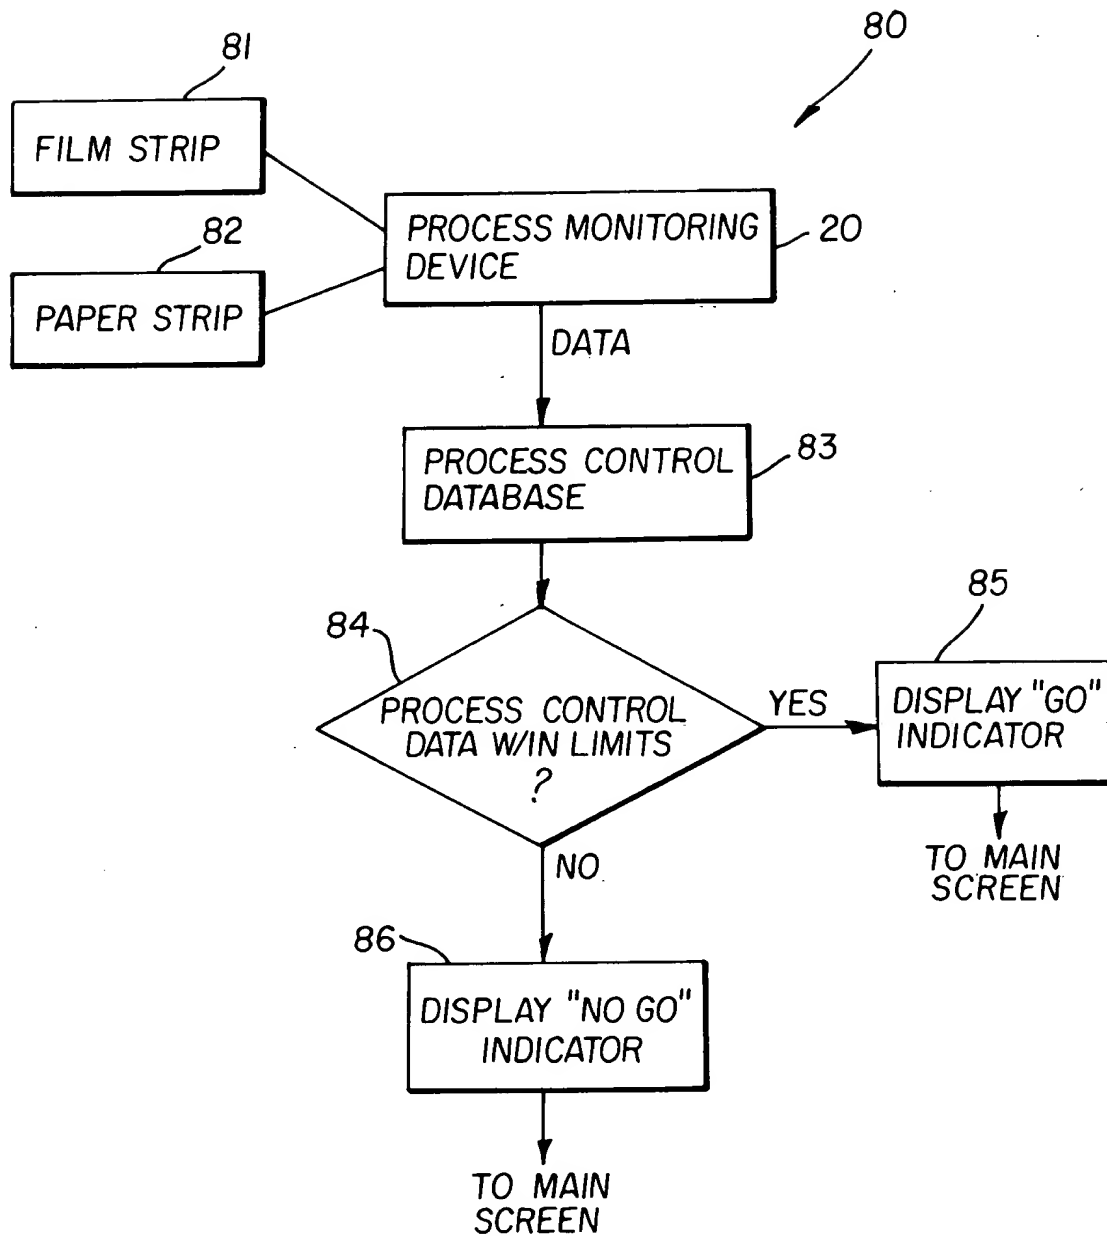 80
81
FILM STRIP
82
PAPER STRIP
PROCESS MONITORING
DEVICE
20
DATA
PROCESS CONTROL
DATABASE
83
84
PROCESS CONTROL
DATA W/IN LIMITS
?
YES
85
DISPLAY "GO"
INDICATOR
TO MAIN
SCREEN
NO
86
DISPLAY "NO GO"
INDICATOR
TO MAIN
SCREEN